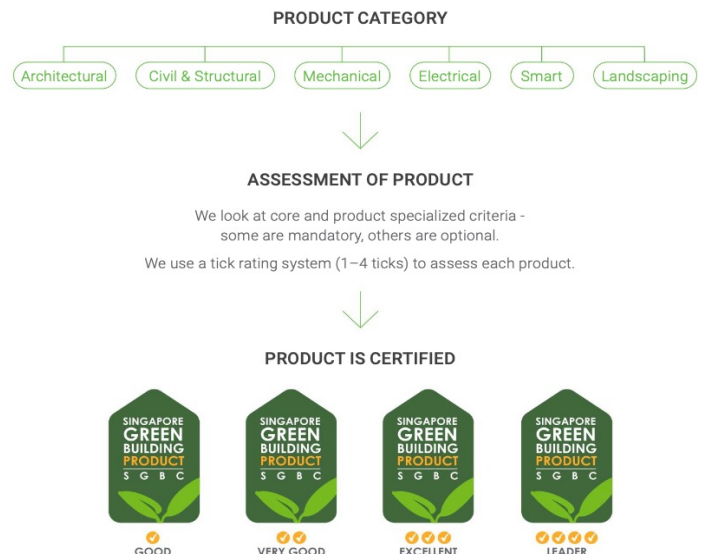 PRODUCT CATEGORY
Architectural
Civil & Structural
Mechanical
Electrical
Smart
Landscaping
ASSESSMENT OF PRODUCT
We look at core and product specialized criteria -
some are mandatory, others are optional.
We use a tick rating system (1–4 ticks) to assess each product.
PRODUCT IS CERTIFIED
SINGAPORE
GREEN
BUILDING
PRODUCT
S G B C
GOOD
SINGAPORE
GREEN
BUILDING
PRODUCT
S G B C
VERY GOOD
SINGAPORE
GREEN
BUILDING
PRODUCT
S G B C
EXCELLENT
SINGAPORE
GREEN
BUILDING
PRODUCT
S G B C
LEADER